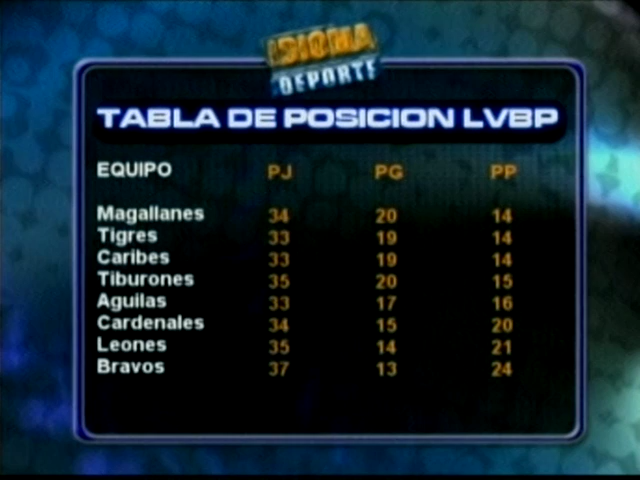 IDIOMA
DEPORTE
TABLA DE POSICION LVBP
EQUIPO PJ PG PP
Magallanes 34 20 14
Tigres 33 19 14
Caribes 33 19 14
Tiburones 35 20 15
Aguilas 33 17 16
Cardenales 34 15 20
Leones 35 14 21
Bravos 37 13 24